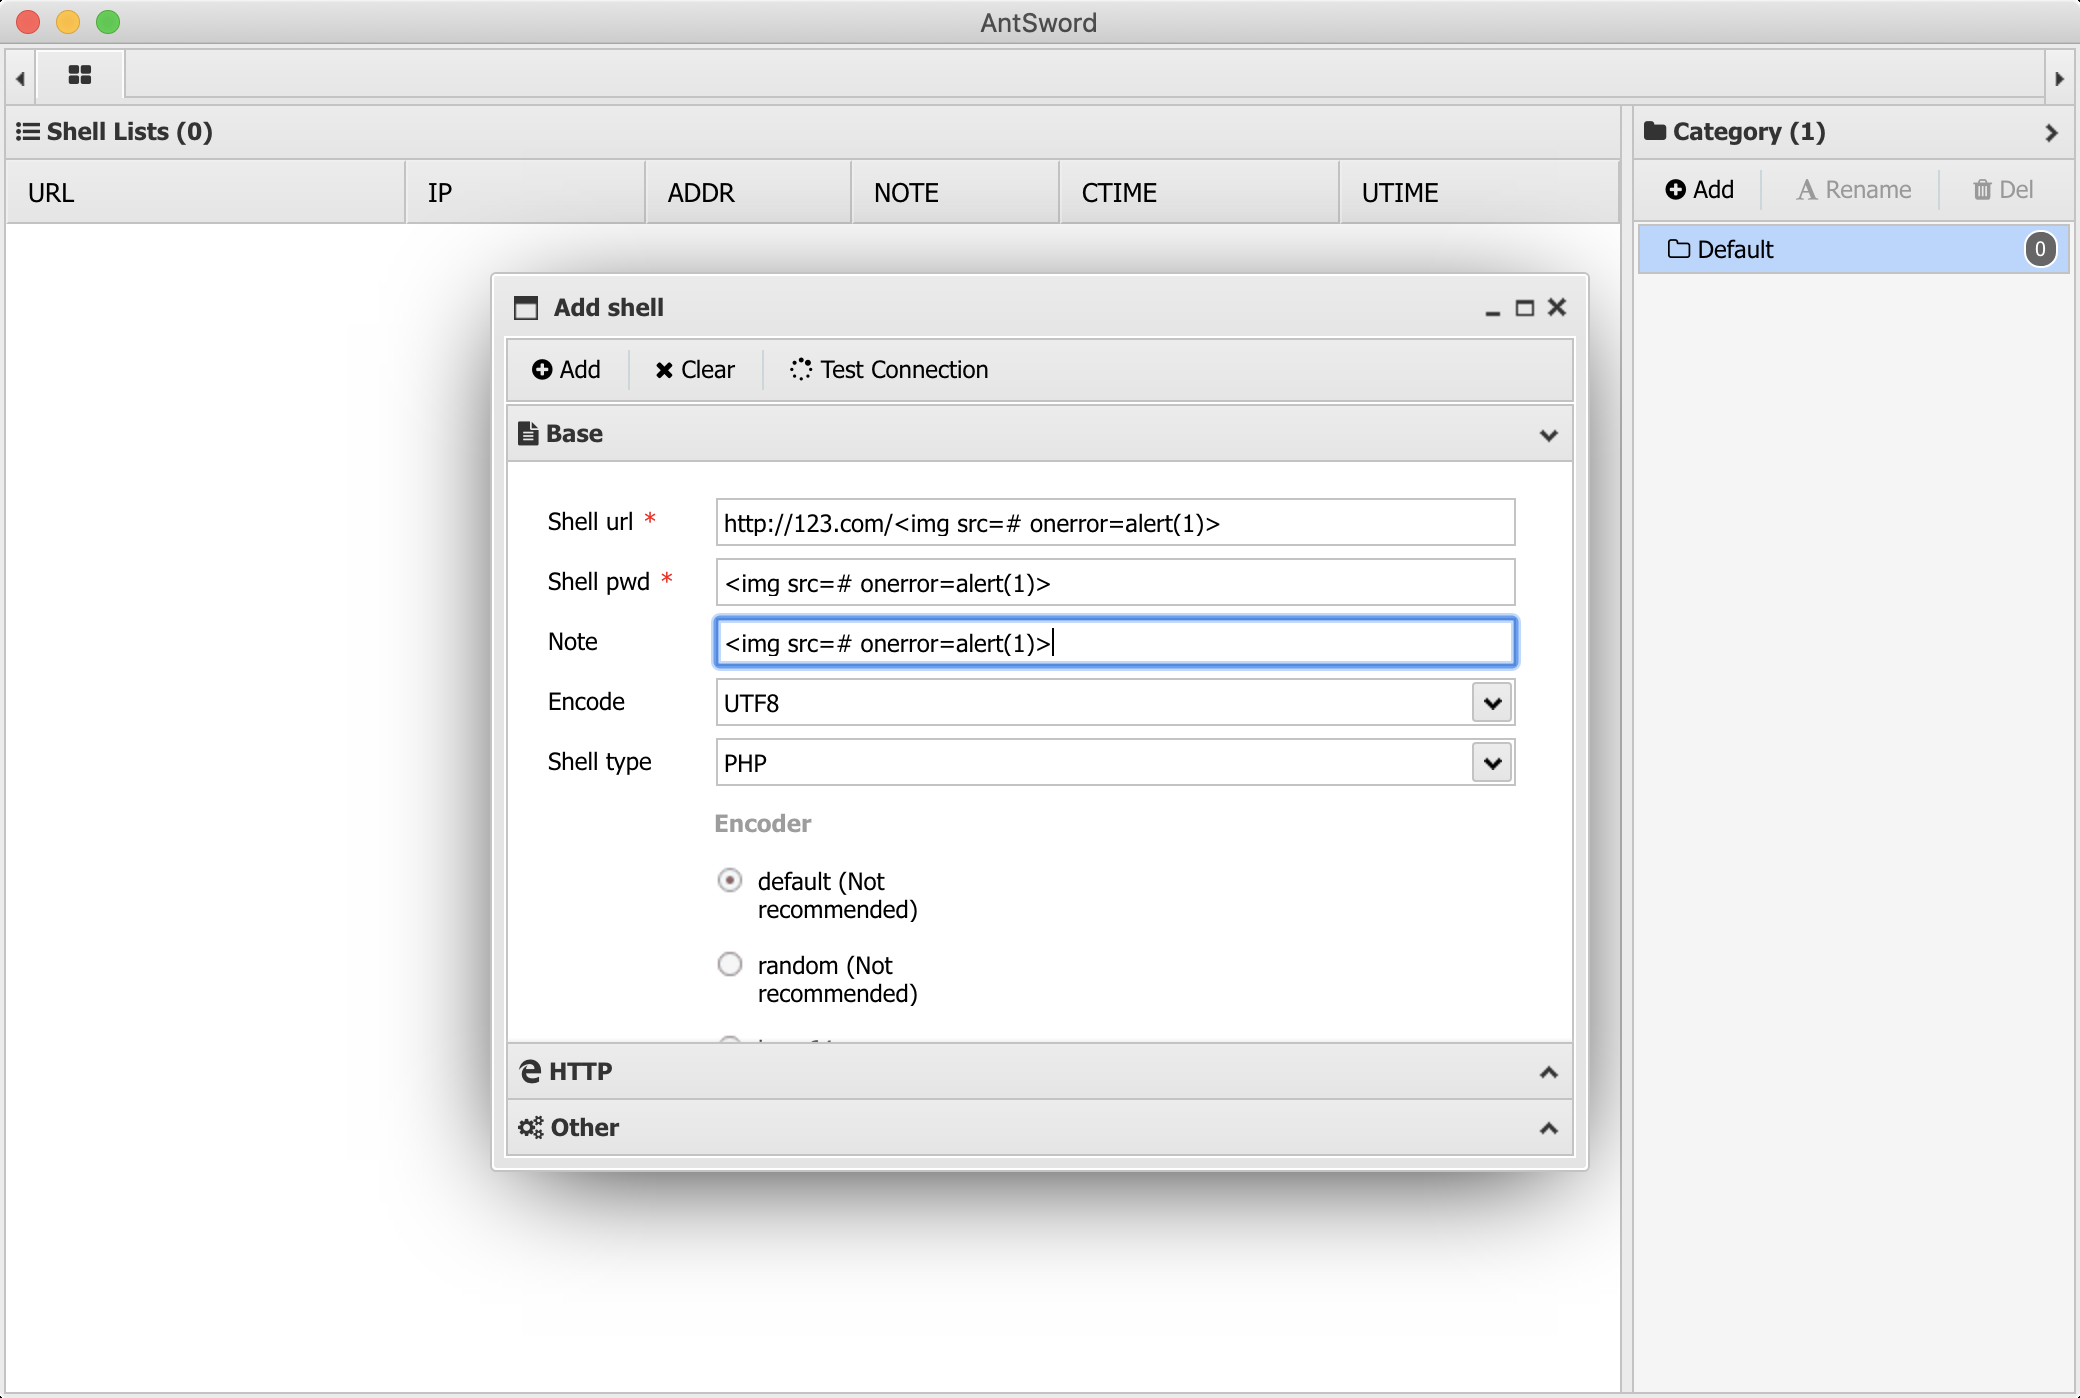 AntSword
Shell Lists (0)
Category (1)
URL IP ADDR NOTE CTIME UTIME
Add Rename Del
Default 0
Add shell
Add Clear Test Connection
Base
Shell url * http://123.com/<img src=# onerror=alert(1)>
Shell pwd * <img src=# onerror=alert(1)>
Note <img src=# onerror=alert(1)>
Encode UTF8
Shell type PHP
Encoder
default (Not
recommended)
random (Not
recommended)
HTTP
Other